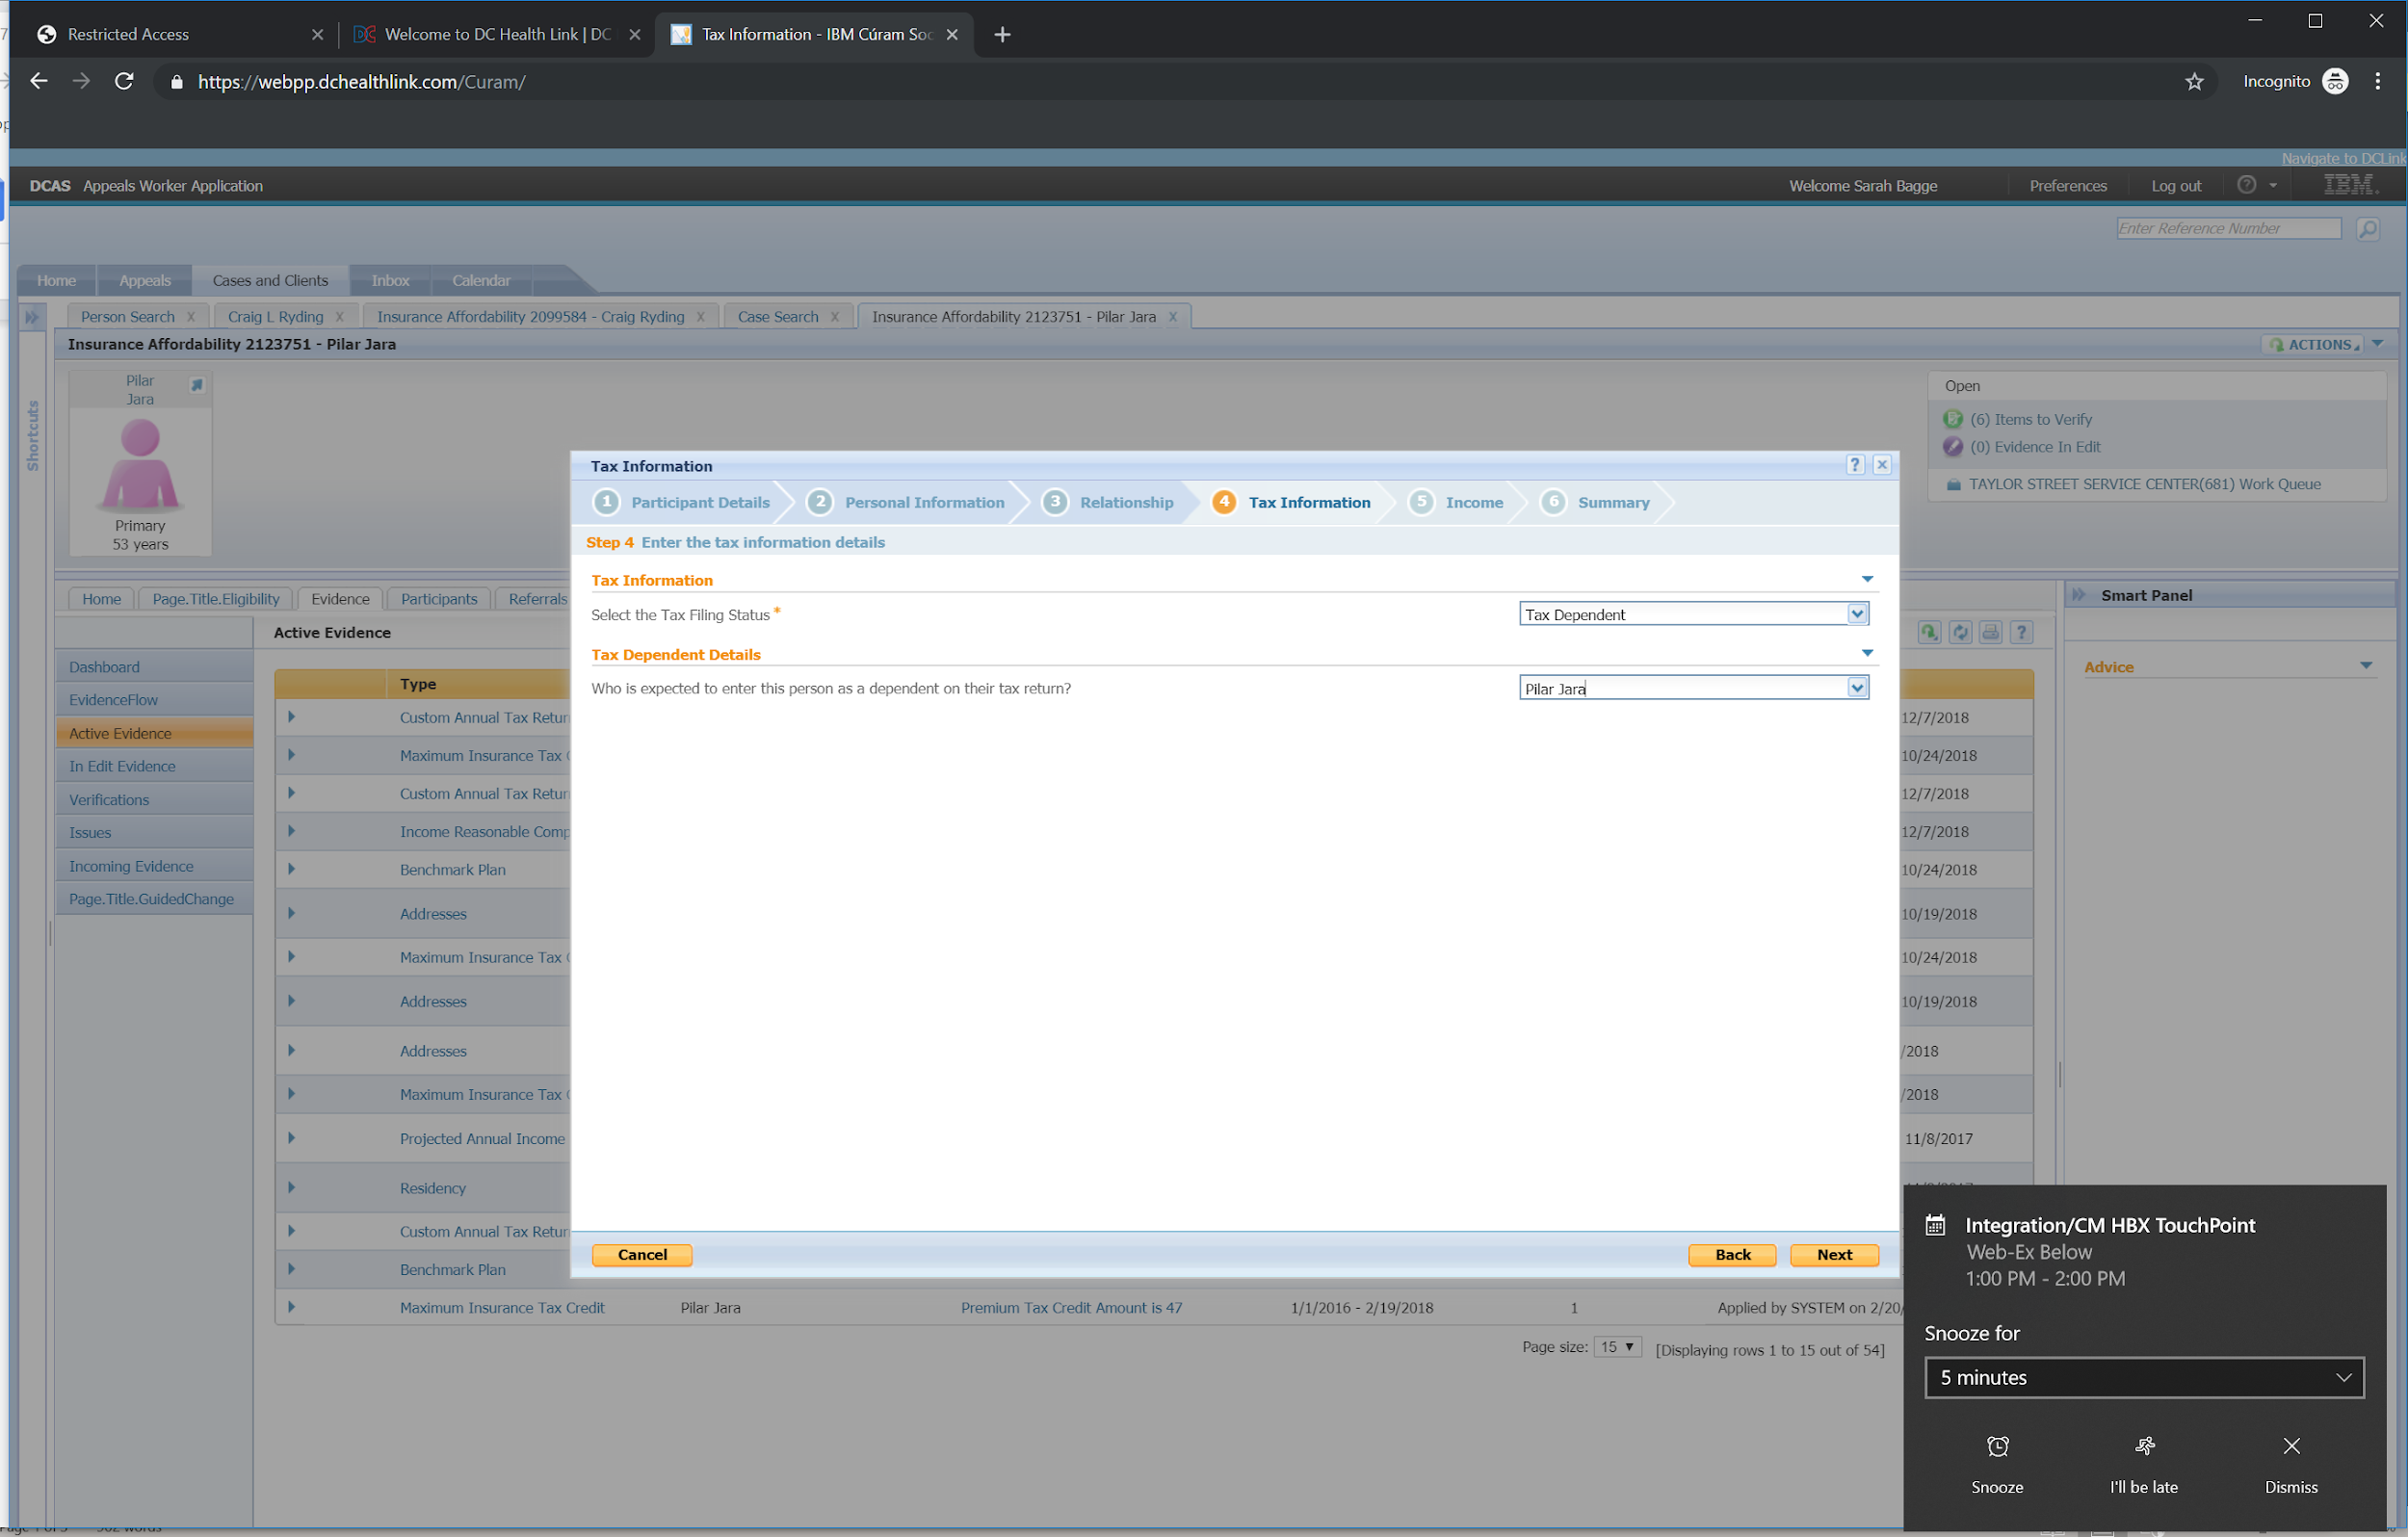 Restricted Access
Welcome to DC Health Link | DC
Tax Information - IBM Cúram Soc
https://webpp.dchealthlink.com/Curam/
Incognito
Navigate to DCLink
DCAS Appeals Worker Application
Welcome Sarah Bagge
Preferences
Log out
IBM.
Enter Reference Number
Home
Appeals
Cases and Clients
Inbox
Calendar
Person Search X
Craig L Ryding X
Insurance Affordability 2099584 - Craig Ryding X
Case Search X
Insurance Affordability 2123751 - Pilar Jara X
Insurance Affordability 2123751 - Pilar Jara
ACTIONS
Shortcuts
Pilar
Jara
Primary
53 years
Open
(6) Items to Verify
(0) Evidence In Edit
TAYLOR STREET SERVICE CENTER(681) Work Queue
Tax Information
1 Participant Details
2 Personal Information
3 Relationship
4 Tax Information
5 Income
6 Summary
Step 4 Enter the tax information details
Tax Information
Select the Tax Filing Status *
Tax Dependent
Tax Dependent Details
Who is expected to enter this person as a dependent on their tax return?
Pilar Jara
Cancel
Back
Next
Home
Page.Title.Eligibility
Evidence
Participants
Referrals
Smart Panel
Advice
Active Evidence
Dashboard
EvidenceFlow
Active Evidence
In Edit Evidence
Verifications
Issues
Incoming Evidence
Page.Title.GuidedChange
Type
Custom Annual Tax Retur
12/7/2018
Maximum Insurance Tax
10/24/2018
Custom Annual Tax Retur
12/7/2018
Income Reasonable Comp
12/7/2018
Benchmark Plan
10/24/2018
Addresses
10/19/2018
Maximum Insurance Tax
10/24/2018
Addresses
10/19/2018
Addresses
/2018
Maximum Insurance Tax
/2018
Projected Annual Income
11/8/2017
Residency
Custom Annual Tax Retur
Benchmark Plan
Maximum Insurance Tax Credit
Pilar Jara
Premium Tax Credit Amount is 47
1/1/2016 - 2/19/2018
1
Applied by SYSTEM on 2/20/
Page size: 15
[Displaying rows 1 to 15 out of 54]
Integration/CM HBX TouchPoint
Web-Ex Below
1:00 PM - 2:00 PM
Snooze for
5 minutes
Snooze
I'll be late
Dismiss